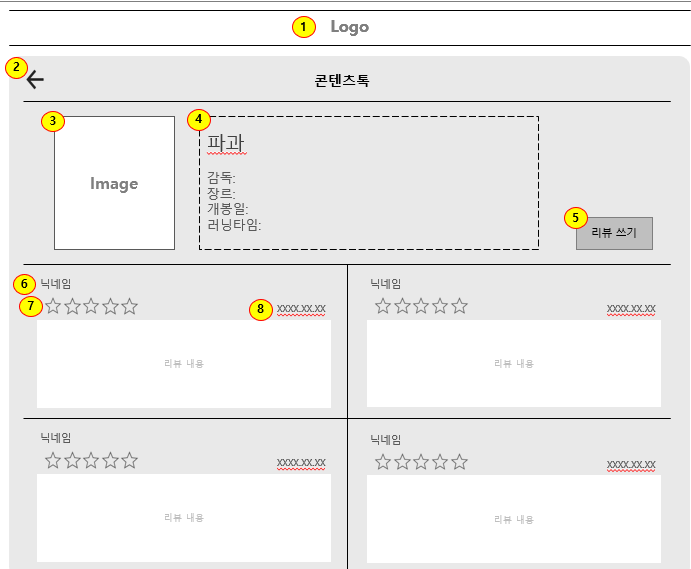 1 Logo
2 콘텐츠톡
3 Image
4 파과
감독:
장르:
개봉일:
러닝타임:
5 리뷰 쓰기
6 닉네임
7 8 xxxx.xx.xx
리뷰 내용
닉네임
xxxx.xx.xx
리뷰 내용
닉네임
xxxx.xx.xx
리뷰 내용
닉네임
xxxx.xx.xx
리뷰 내용